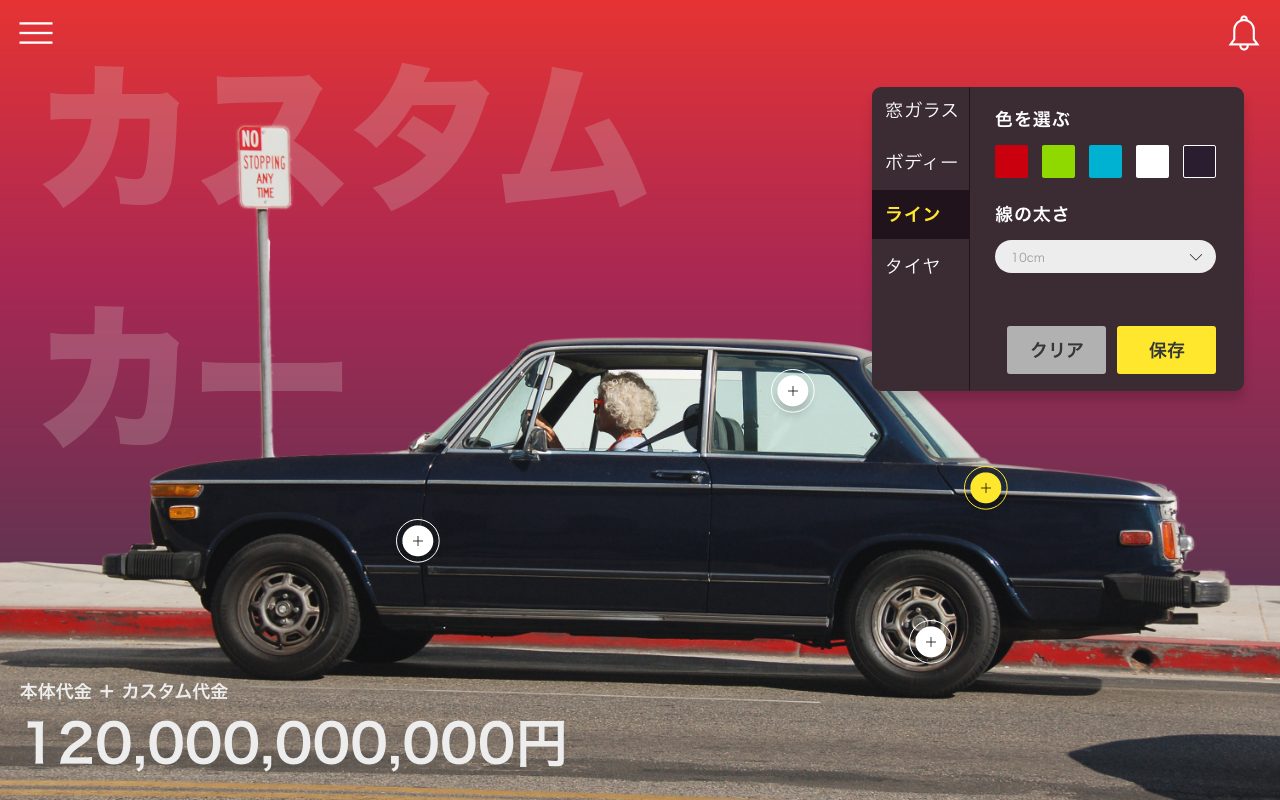 カスタム
カー
NO
STOPPING
ANY
TIME
窓ガラス
ボディー
ライン
タイヤ
色を選ぶ
線の太さ
10cm
クリア
保存
本体代金 ＋ カスタム代金
120,000,000,000円